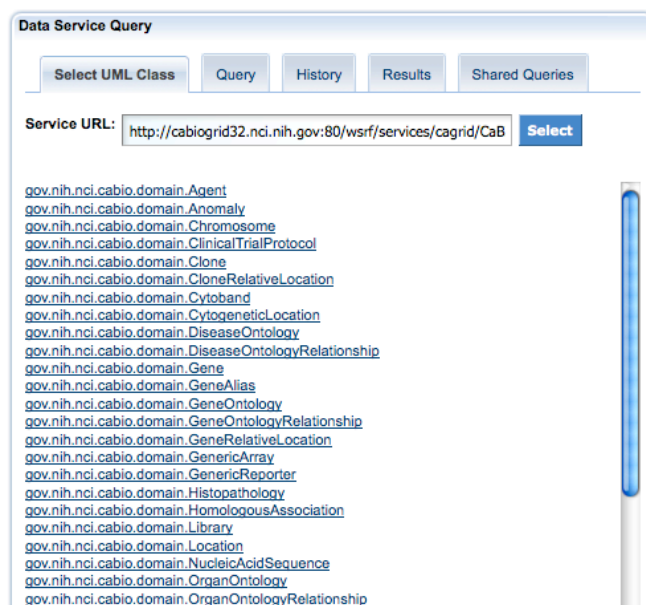 Data Service Query
Select UML Class Query History Results Shared Queries
Service URL: http://cabiogrid32.nci.nih.gov:80/wsrf/services/cagrid/CaB Select
gov.nih.nci.cabio.domain.Agent
gov.nih.nci.cabio.domain.Anomaly
gov.nih.nci.cabio.domain.Chromosome
gov.nih.nci.cabio.domain.ClinicalTrialProtocol
gov.nih.nci.cabio.domain.Clone
gov.nih.nci.cabio.domain.CloneRelativeLocation
gov.nih.nci.cabio.domain.Cytoband
gov.nih.nci.cabio.domain.CytogeneticLocation
gov.nih.nci.cabio.domain.DiseaseOntology
gov.nih.nci.cabio.domain.DiseaseOntologyRelationship
gov.nih.nci.cabio.domain.Gene
gov.nih.nci.cabio.domain.GeneAlias
gov.nih.nci.cabio.domain.GeneOntology
gov.nih.nci.cabio.domain.GeneOntologyRelationship
gov.nih.nci.cabio.domain.GeneRelativeLocation
gov.nih.nci.cabio.domain.GenericArray
gov.nih.nci.cabio.domain.GenericReporter
gov.nih.nci.cabio.domain.Histopathology
gov.nih.nci.cabio.domain.HomologousAssociation
gov.nih.nci.cabio.domain.Library
gov.nih.nci.cabio.domain.Location
gov.nih.nci.cabio.domain.NucleicAcidSequence
gov.nih.nci.cabio.domain.OrganOntology
gov.nih.nci.cabio.domain.OrganOntologyRelationship